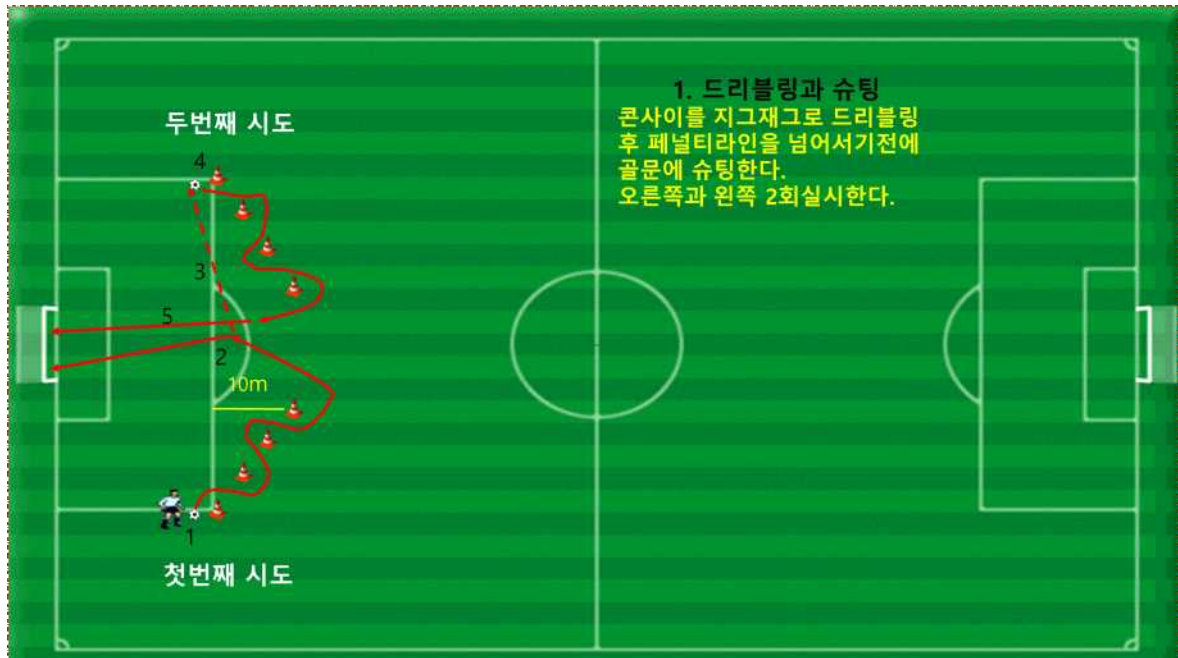 1. 드리블링과 슈팅
콘사이를 지그재그로 드리블링
후 페널티라인을 넘어서기전에
골문에 슈팅한다.
오른쪽과 왼쪽 2회실시한다.
두번째 시도
4
3
5
2
10m
1
첫번째 시도